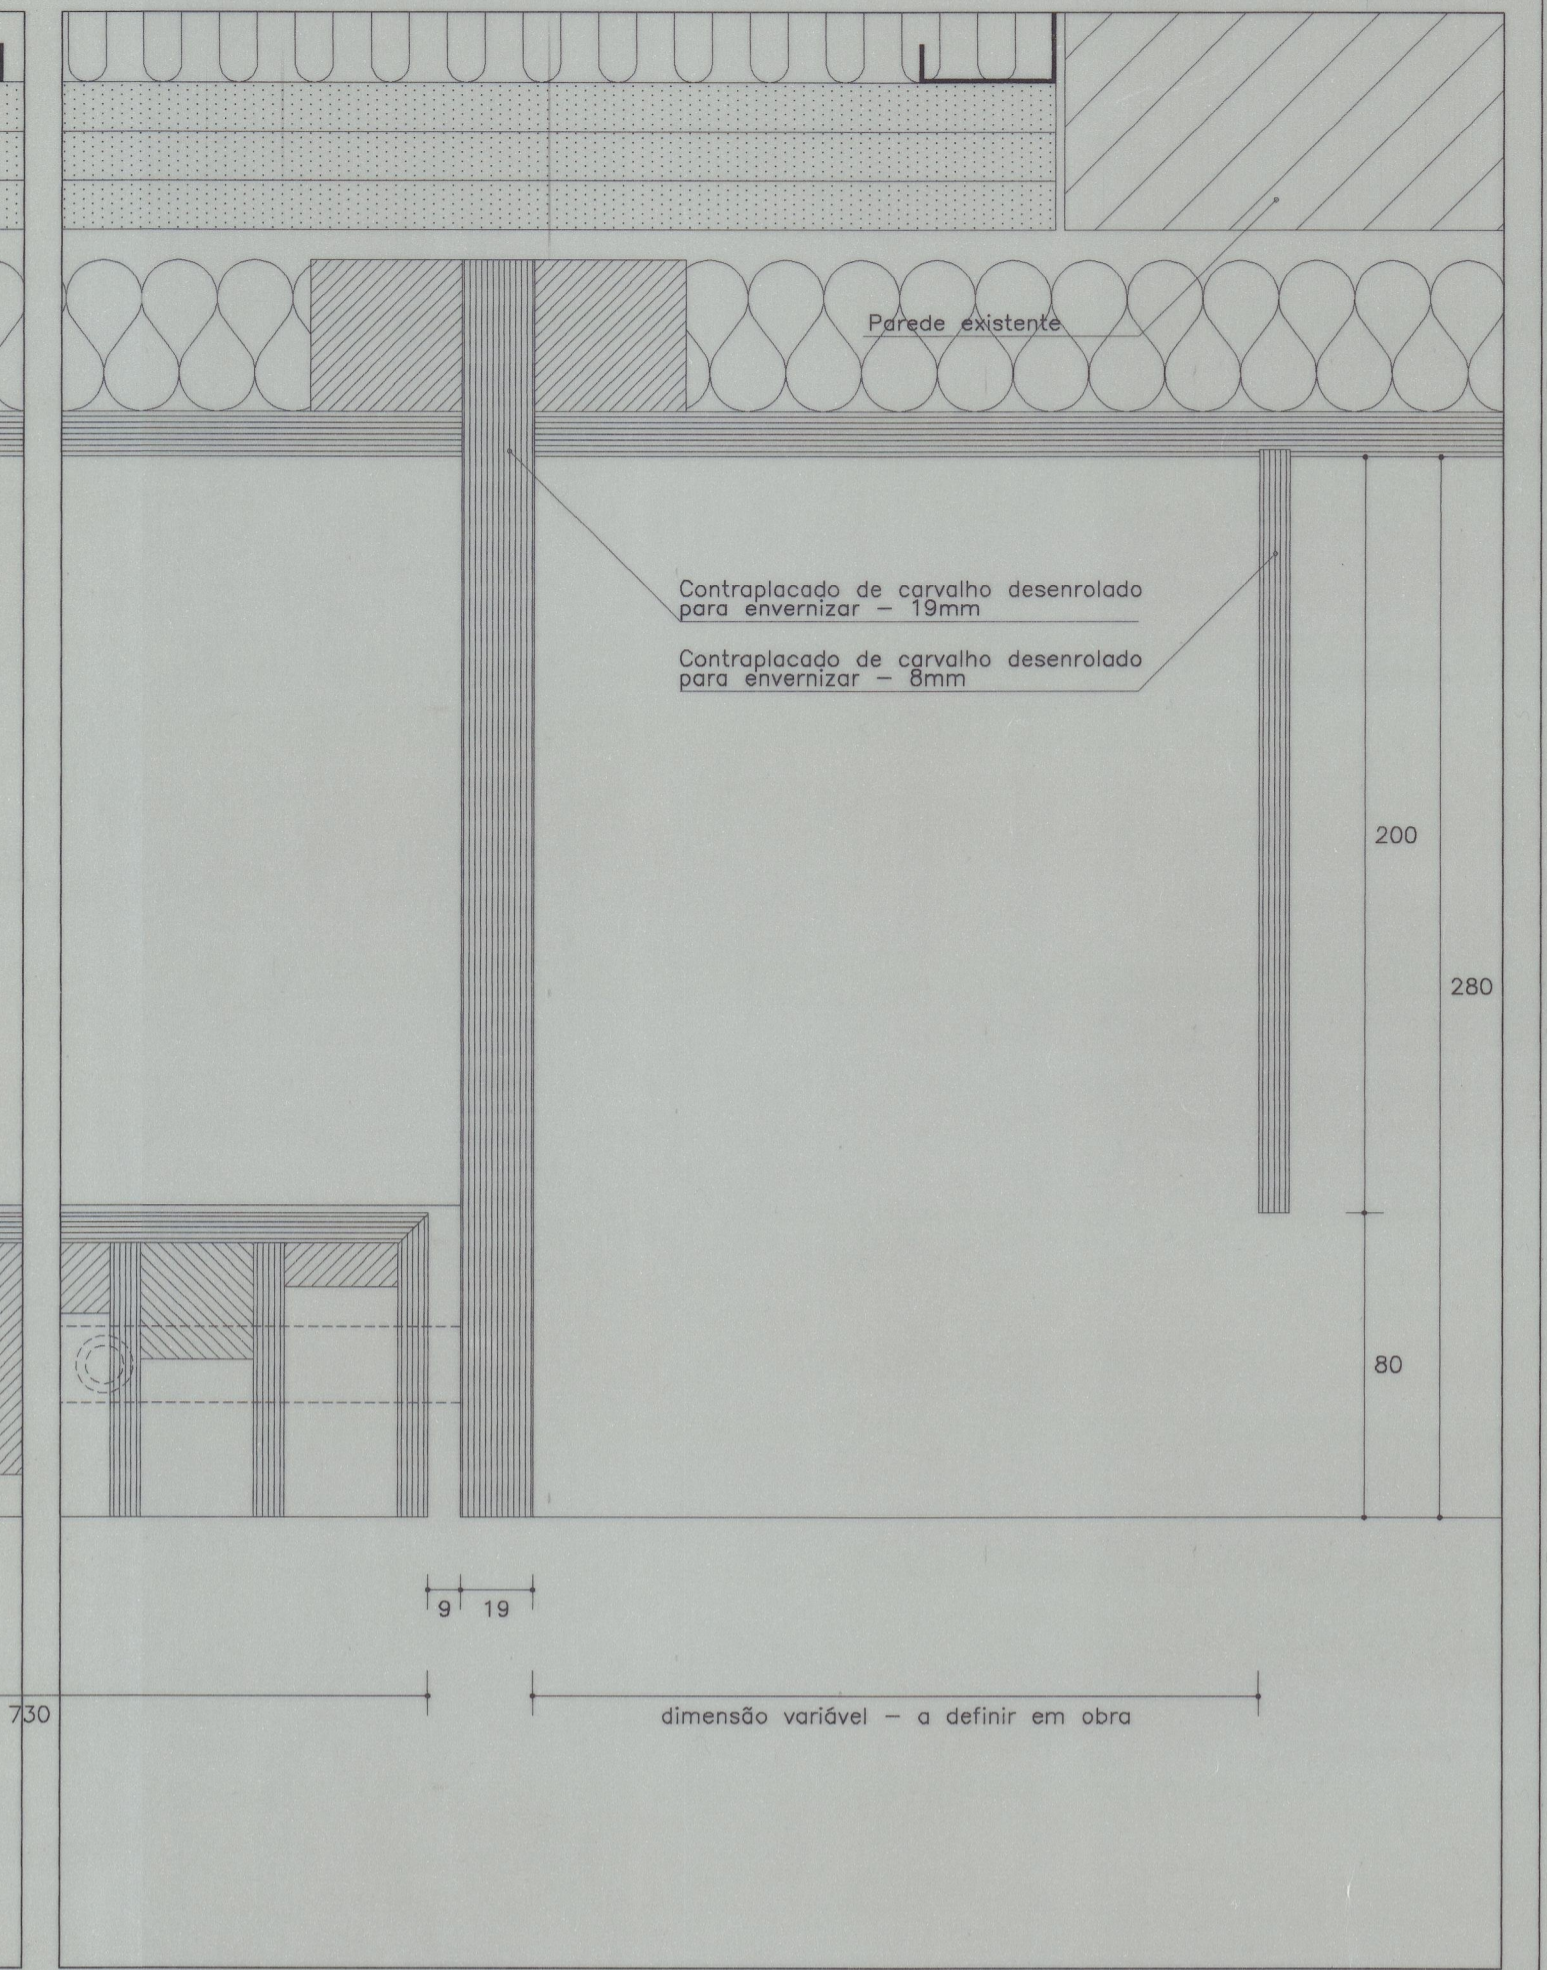 Parede existente
Contraplacado de carvalho desenrolado
para envernizar – 19mm
Contraplacado de carvalho desenrolado
para envernizar – 8mm
200
280
80
9 19
730
dimensão variável – a definir em obra